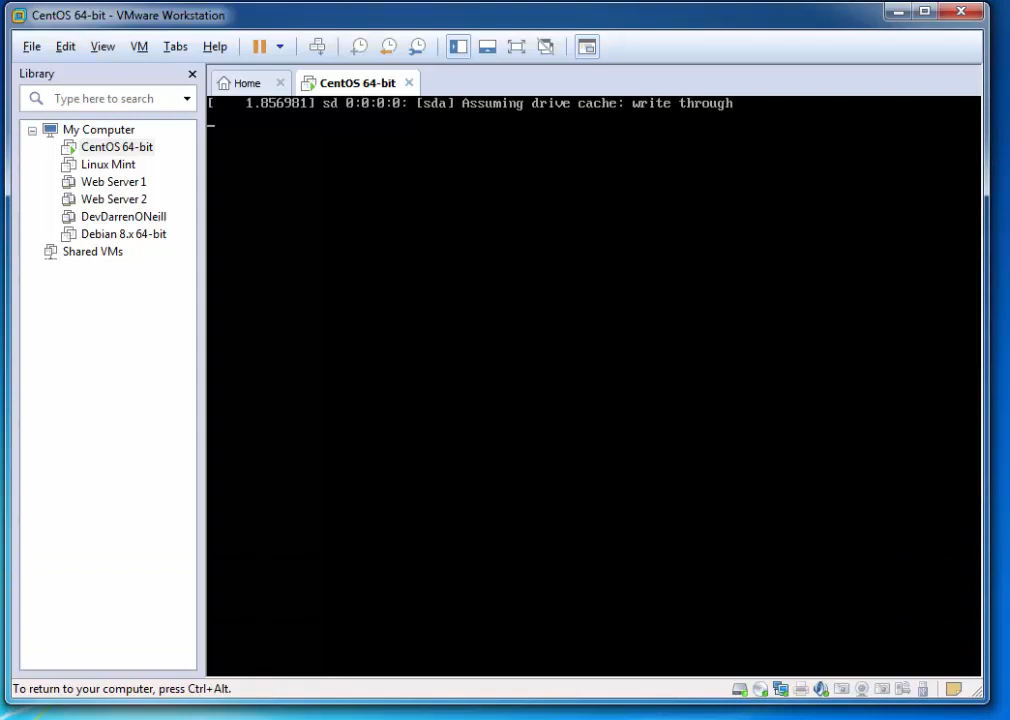 CentOS 64-bit - VMware Workstation
File Edit View VM Tabs Help
Library
Home
CentOS 64-bit
Type here to search
[    1.856981] sd 0:0:0:0: [sda] Assuming drive cache: write through
My Computer
CentOS 64-bit
Linux Mint
Web Server 1
Web Server 2
DevDarrenONeill
Debian 8.x 64-bit
Shared VMs
To return to your computer, press Ctrl+Alt.